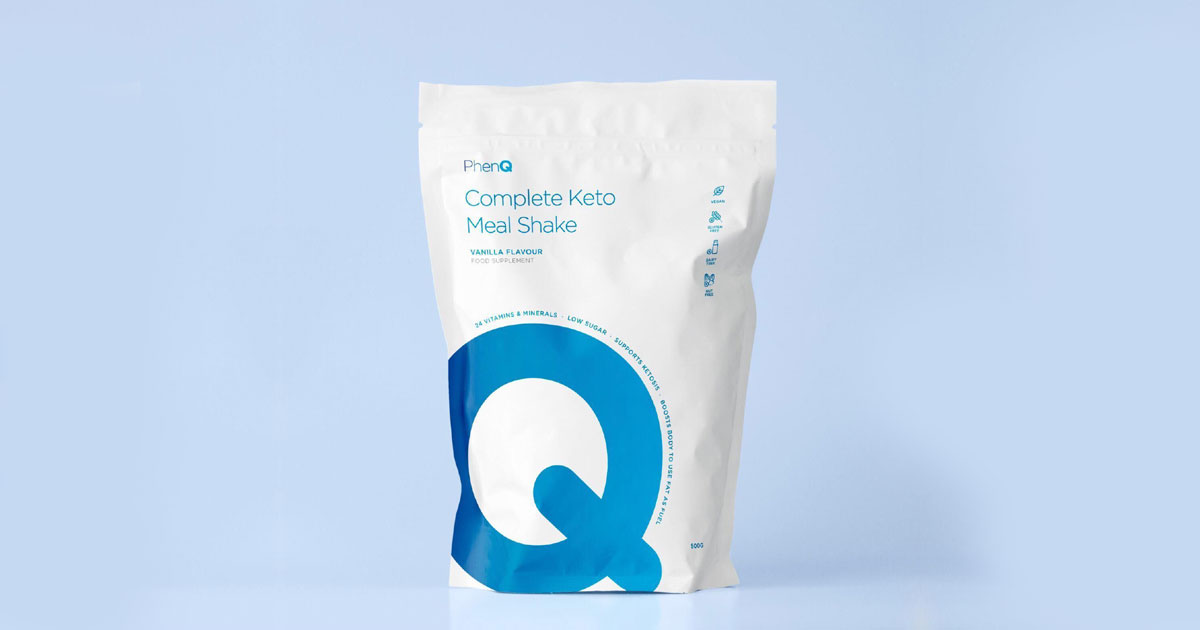 PhenQ
Complete Keto
Meal Shake
VANILLA FLAVOUR
FOOD SUPPLEMENT
VEGAN
GLUTEN
FREE
DAIRY
FREE
NUT
FREE
24 VITAMINS & MINERALS · LOW SUGAR · SUPPORTS KETOSIS · BOOSTS BODY TO USE FAT AS FUEL
Q
500G